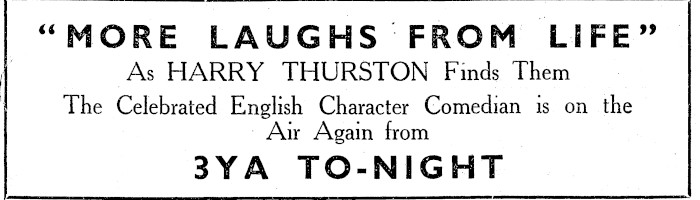 “MORE LAUGHS FROM LIFE”
As HARRY THURSTON Finds Them
The Celebrated English Character Comedian is on the
Air Again from
3YA TO-NIGHT